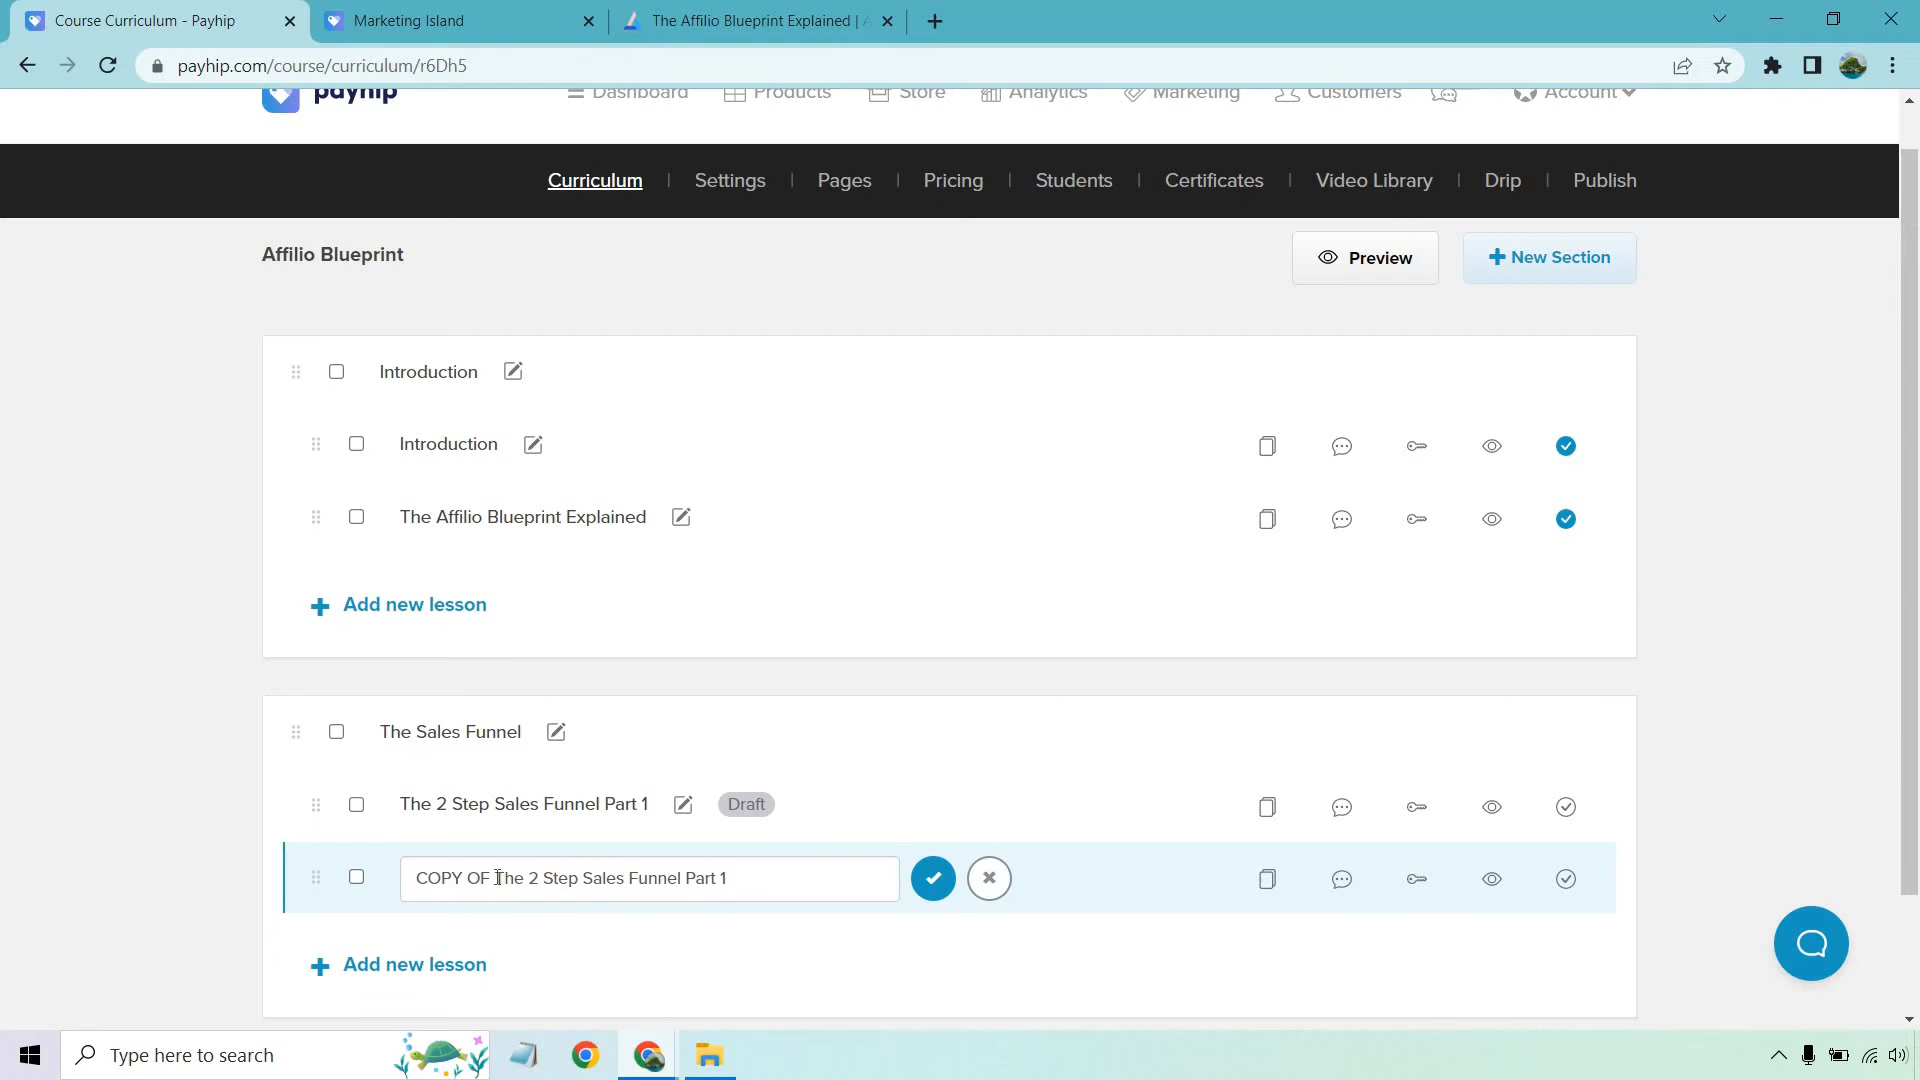 Course Curriculum - Payhip
Marketing Island
The Affilio Blueprint Explained |
payhip.com/course/curriculum/r6Dh5
payhip
Dashboard
Products
Store
Analytics
Marketing
Customers
Account
Curriculum | Settings | Pages | Pricing | Students | Certificates | Video Library | Drip | Publish
Affilio Blueprint
Preview
New Section
Introduction
Introduction
The Affilio Blueprint Explained
Add new lesson
The Sales Funnel
The 2 Step Sales Funnel Part 1
Draft
COPY OF The 2 Step Sales Funnel Part 1
Add new lesson
Type here to search